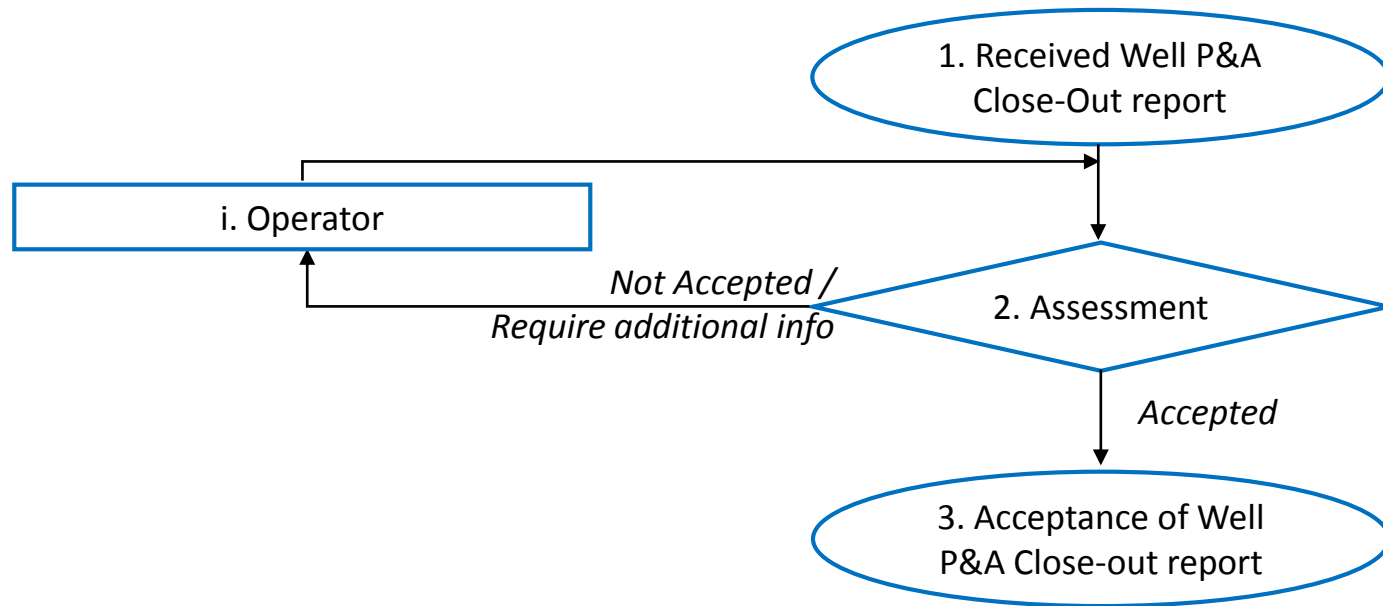 1. Received Well P&A
Close-Out report
i. Operator
Not Accepted /
Require additional info
2. Assessment
Accepted
3. Acceptance of Well
P&A Close-out report